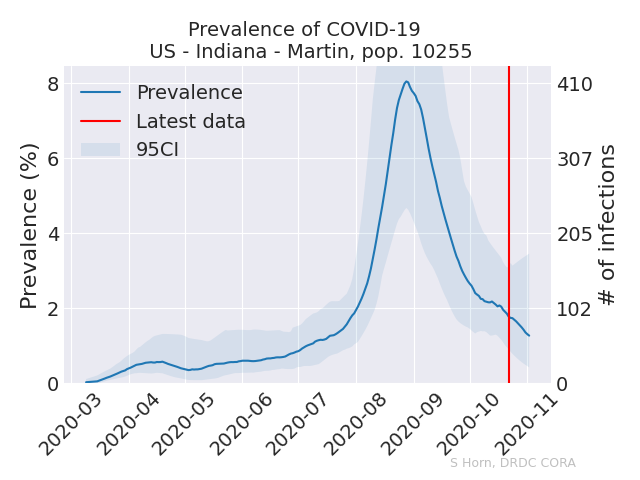 Prevalence of COVID-19
US - Indiana - Martin, pop. 10255
Prevalence
Latest data
95CI
Prevalence (%)
8
6
4
2
0
410
307
205
102
0
# of infections
2020-03
2020-04
2020-05
2020-06
2020-07
2020-08
2020-09
2020-10
2020-11
S Horn, DRDC CORA